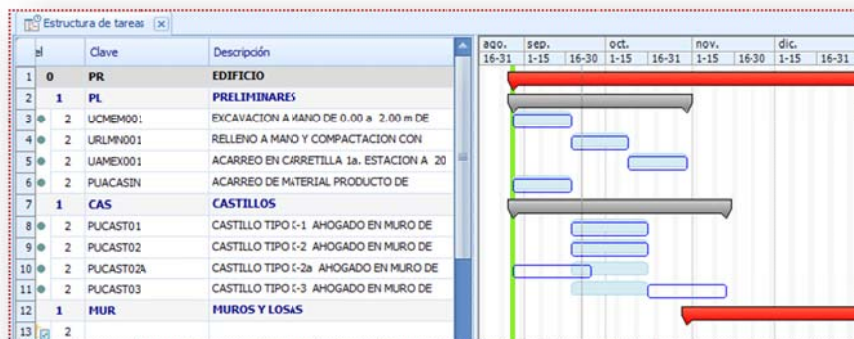 Estructura de tareas
el Clave Descripción
ago. sep. oct. nov. dic.
16-31 1-15 16-30 1-15 16-31 1-15 16-30 1-15 16-31
1 0 PR EDIFICIO
2 1 PL PRELIMINARES
3 2 UCMEM001 EXCAVACION A MANO DE 0.00 a 2.00 m DE
4 2 URLMN001 RELLENO A MANO Y COMPACTACION CON
5 2 UAMEX001 ACARREO EN CARRETILLA 1a. ESTACION A 20
6 2 PUACASIN ACARREO DE MATERIAL PRODUCTO DE
7 1 CAS CASTILLOS
8 2 PUCAST01 CASTILLO TIPO C-1 AHOGADO EN MURO DE
9 2 PUCAST02 CASTILLO TIPO C-2 AHOGADO EN MURO DE
10 2 PUCAST02A CASTILLO TIPO C-2a AHOGADO EN MURO DE
11 2 PUCAST03 CASTILLO TIPO C-3 AHOGADO EN MURO DE
12 1 MUR MUROS Y LOSAS
13 2